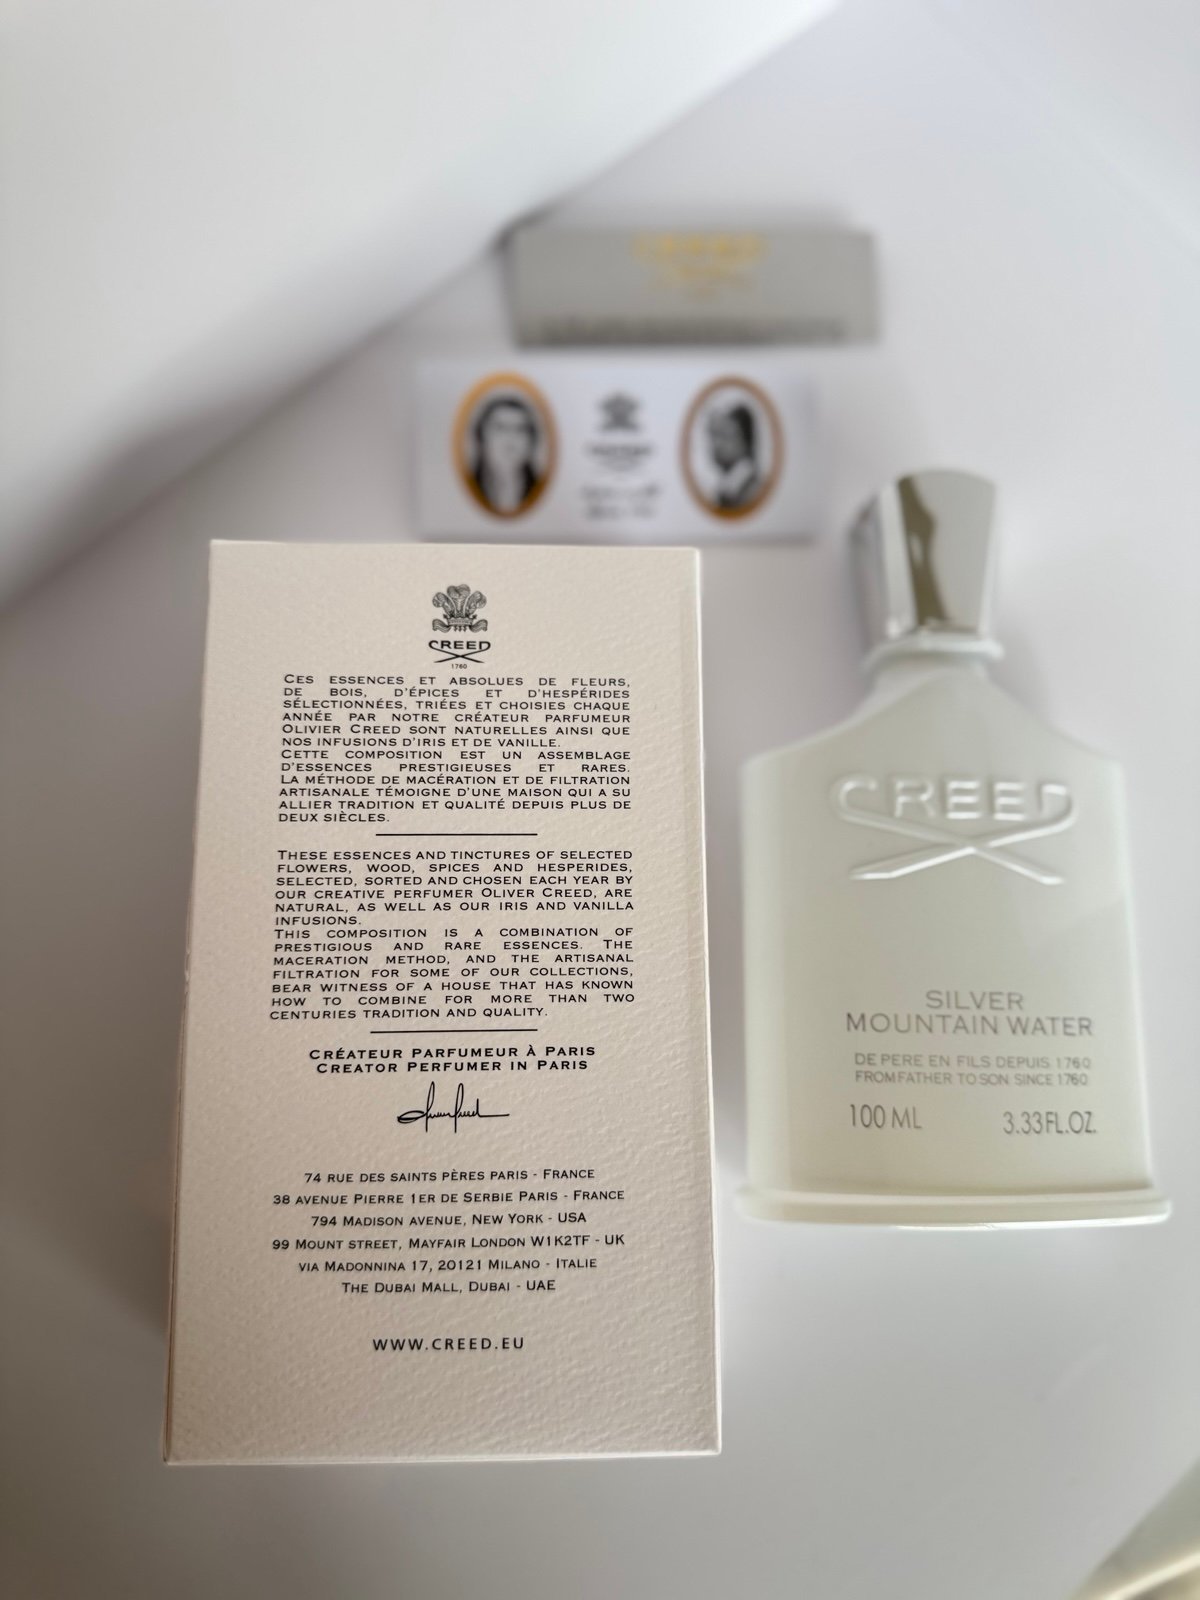 CREED
CREED
1760
CES ESSENCES ET ABSOLUES DE FLEURS,
DE BOIS, D'ÉPICES ET D'HESPÉRIDES
SÉLECTIONNÉES, TRIÉES ET CHOISIES CHAQUE
ANNÉE PAR NOTRE CRÉATEUR PARFUMEUR
OLIVIER CREED SONT NATURELLES AINSI QUE
NOS INFUSIONS D'IRIS ET DE VANILLE.
CETTE COMPOSITION EST UN ASSEMBLAGE
D'ESSENCES PRESTIGIEUSES ET RARES.
LA MÉTHODE DE MACÉRATION ET DE FILTRATION
ARTISANALE TÉMOIGNE D'UNE MAISON QUI A SU
ALLIER TRADITION ET QUALITÉ DEPUIS PLUS DE
DEUX SIÈCLES.
THESE ESSENCES AND TINCTURES OF SELECTED
FLOWERS, WOOD, SPICES AND HESPERIDES,
SELECTED, SORTED AND CHOSEN EACH YEAR BY
OUR CREATIVE PERFUMER OLIVER CREED, ARE
NATURAL, AS WELL AS OUR IRIS AND VANILLA
INFUSIONS.
THIS COMPOSITION IS A COMBINATION OF
PRESTIGIOUS AND RARE ESSENCES. THE
MACERATION METHOD, AND THE ARTISANAL
FILTRATION FOR SOME OF OUR COLLECTIONS,
BEAR WITNESS OF A HOUSE THAT HAS KNOWN
HOW TO COMBINE FOR MORE THAN TWO
CENTURIES TRADITION AND QUALITY.
CRÉATEUR PARFUMEUR À PARIS
CREATOR PERFUMER IN PARIS
74 RUE DES SAINTS PÈRES PARIS - FRANCE
38 AVENUE PIERRE 1ER DE SERBIE PARIS - FRANCE
794 MADISON AVENUE, NEW YORK - USA
99 MOUNT STREET, MAYFAIR LONDON W1K2TF - UK
VIA MADONNINA 17, 20121 MILANO - ITALIE
THE DUBAI MALL, DUBAI - UAE
WWW.CREED.EU
CREED
SILVER
MOUNTAIN WATER
DE PERE EN FILS DEPUIS 1760
FROM FATHER TO SON SINCE 1760
100 ML 3.33 FL.OZ.